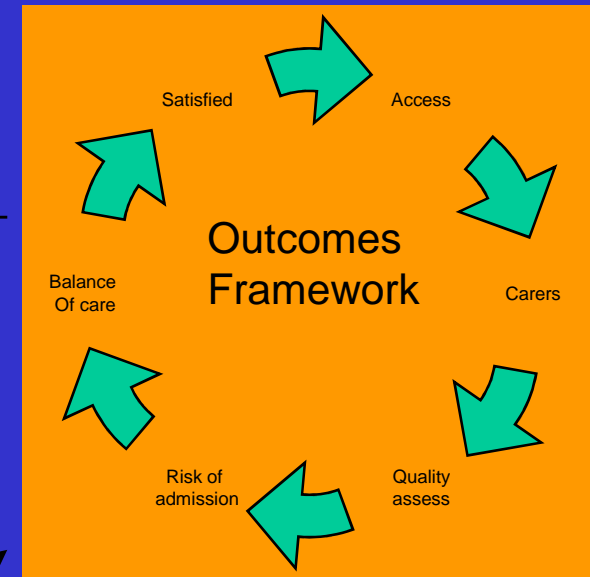 Satisfied
Access
Outcomes
Framework
Balance
Of care
Carers
Risk of
admission
Quality
assess